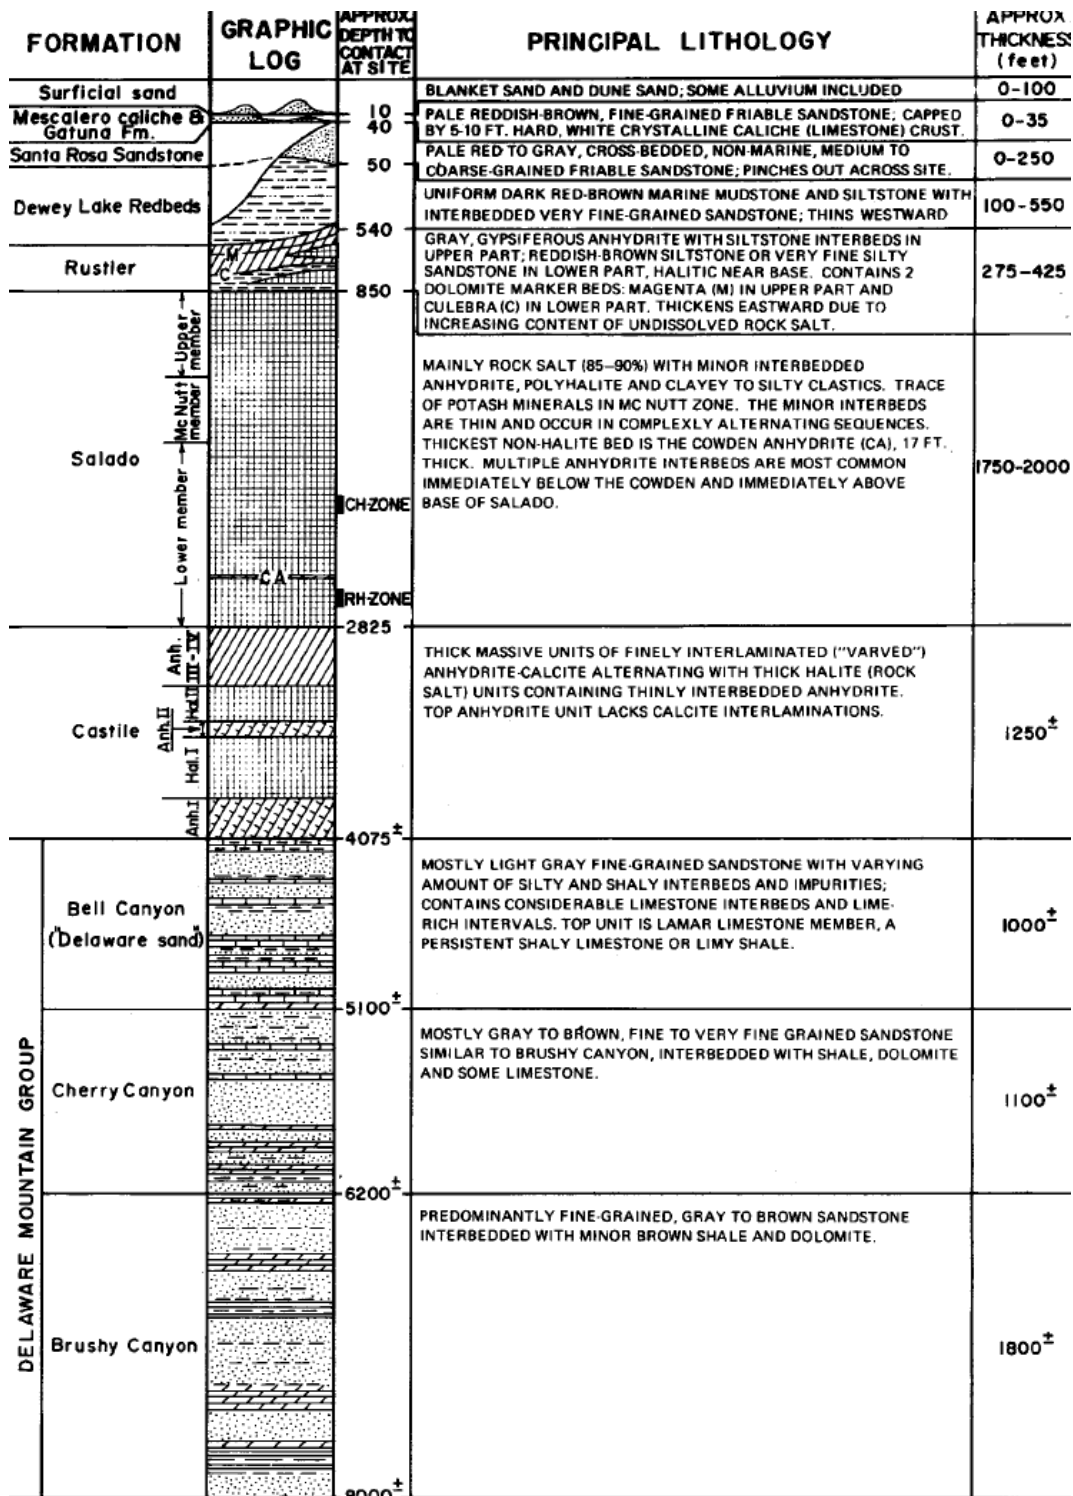 FORMATION
GRAPHIC
LOG
APPROX.
DEPTH TO
CONTACT
AT SITE
PRINCIPAL LITHOLOGY
APPROX
THICKNESS
(feet)
Surficial sand
BLANKET SAND AND DUNE SAND; SOME ALLUVIUM INCLUDED
0-100
10
Mescalero caliche &
Gatuna Fm.
PALE REDDISH-BROWN, FINE-GRAINED FRIABLE SANDSTONE; CAPPED
BY 5-10 FT. HARD, WHITE CRYSTALLINE CALICHE (LIMESTONE) CRUST.
0-35
40
Santa Rosa Sandstone
PALE RED TO GRAY, CROSS-BEDDED, NON-MARINE, MEDIUM TO
COARSE-GRAINED FRIABLE SANDSTONE; PINCHES OUT ACROSS SITE.
0-250
50
Dewey Lake Redbeds
UNIFORM DARK RED-BROWN MARINE MUDSTONE AND SILTSTONE WITH
INTERBEDDED VERY FINE-GRAINED SANDSTONE; THINS WESTWARD
100-550
540
Rustler
M
C
GRAY, GYPSIFEROUS ANHYDRITE WITH SILTSTONE INTERBEDS IN
UPPER PART; REDDISH-BROWN SILTSTONE OR VERY FINE SILTY
SANDSTONE IN LOWER PART, HALITIC NEAR BASE. CONTAINS 2
DOLOMITE MARKER BEDS: MAGENTA (M) IN UPPER PART AND
CULEBRA (C) IN LOWER PART. THICKENS EASTWARD DUE TO
INCREASING CONTENT OF UNDISSOLVED ROCK SALT.
275-425
850
Salado
Upper
member
Mc Nutt
member
Lower member
CH-ZONE
CA
RH-ZONE
MAINLY ROCK SALT (85–90%) WITH MINOR INTERBEDDED
ANHYDRITE, POLYHALITE AND CLAYEY TO SILTY CLASTICS. TRACE
OF POTASH MINERALS IN MC NUTT ZONE. THE MINOR INTERBEDS
ARE THIN AND OCCUR IN COMPLEXLY ALTERNATING SEQUENCES.
THICKEST NON-HALITE BED IS THE COWDEN ANHYDRITE (CA), 17 FT.
THICK. MULTIPLE ANHYDRITE INTERBEDS ARE MOST COMMON
IMMEDIATELY BELOW THE COWDEN AND IMMEDIATELY ABOVE
BASE OF SALADO.
1750-2000
2825
Castile
Anh.
III-IV
Hal.II
Anh.II
Hal. I
Anh.I
THICK MASSIVE UNITS OF FINELY INTERLAMINATED ("VARVED")
ANHYDRITE-CALCITE ALTERNATING WITH THICK HALITE (ROCK
SALT) UNITS CONTAINING THINLY INTERBEDDED ANHYDRITE.
TOP ANHYDRITE UNIT LACKS CALCITE INTERLAMINATIONS.
1250±
4075±
DELAWARE MOUNTAIN GROUP
Bell Canyon
("Delaware sand")
MOSTLY LIGHT GRAY FINE-GRAINED SANDSTONE WITH VARYING
AMOUNT OF SILTY AND SHALY INTERBEDS AND IMPURITIES;
CONTAINS CONSIDERABLE LIMESTONE INTERBEDS AND LIME-
RICH INTERVALS. TOP UNIT IS LAMAR LIMESTONE MEMBER, A
PERSISTENT SHALY LIMESTONE OR LIMY SHALE.
1000±
5100±
Cherry Canyon
MOSTLY GRAY TO BROWN, FINE TO VERY FINE GRAINED SANDSTONE
SIMILAR TO BRUSHY CANYON, INTERBEDDED WITH SHALE, DOLOMITE
AND SOME LIMESTONE.
1100±
6200±
Brushy Canyon
PREDOMINANTLY FINE-GRAINED, GRAY TO BROWN SANDSTONE
INTERBEDDED WITH MINOR BROWN SHALE AND DOLOMITE.
1800±
8000±